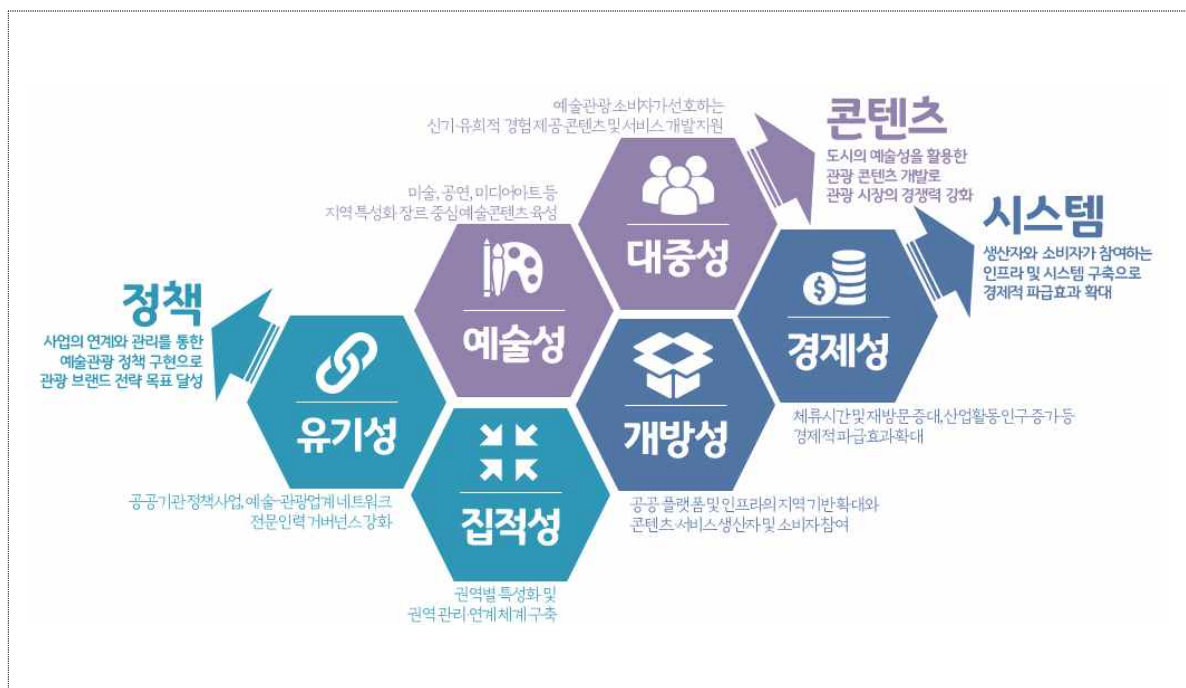 예술관광 소비자가 선호하는
신기·유희적 경험 제공 콘텐츠 및 서비스 개발 지원
콘텐츠
도시의 예술성을 활용한
관광 콘텐츠 개발로
관광 시장의 경쟁력 강화
미술, 공연, 미디어아트 등
지역 특성화 장르 중심 예술콘텐츠 육성
대중성
시스템
생산자와 소비자가 참여하는
인프라 및 시스템 구축으로
경제적 파급효과 확대
정책
사업의 연계와 관리를 통한
예술관광 정책 구현으로
관광 브랜드 전략 목표 달성
예술성
$
경제성
유기성
개방성
체류시간 및 재방문 증대, 산업활동 인구 증가 등
경제적 파급효과 확대
공공기관 정책사업, 예술-관광업계 네트워크
전문인력 거버넌스 강화
집적성
공공 플랫폼 및 인프라의 지역 기반 확대와
콘텐츠·서비스 생산자 및 소비자 참여
권역별 특성화 및
권역 관리·연계 체계 구축